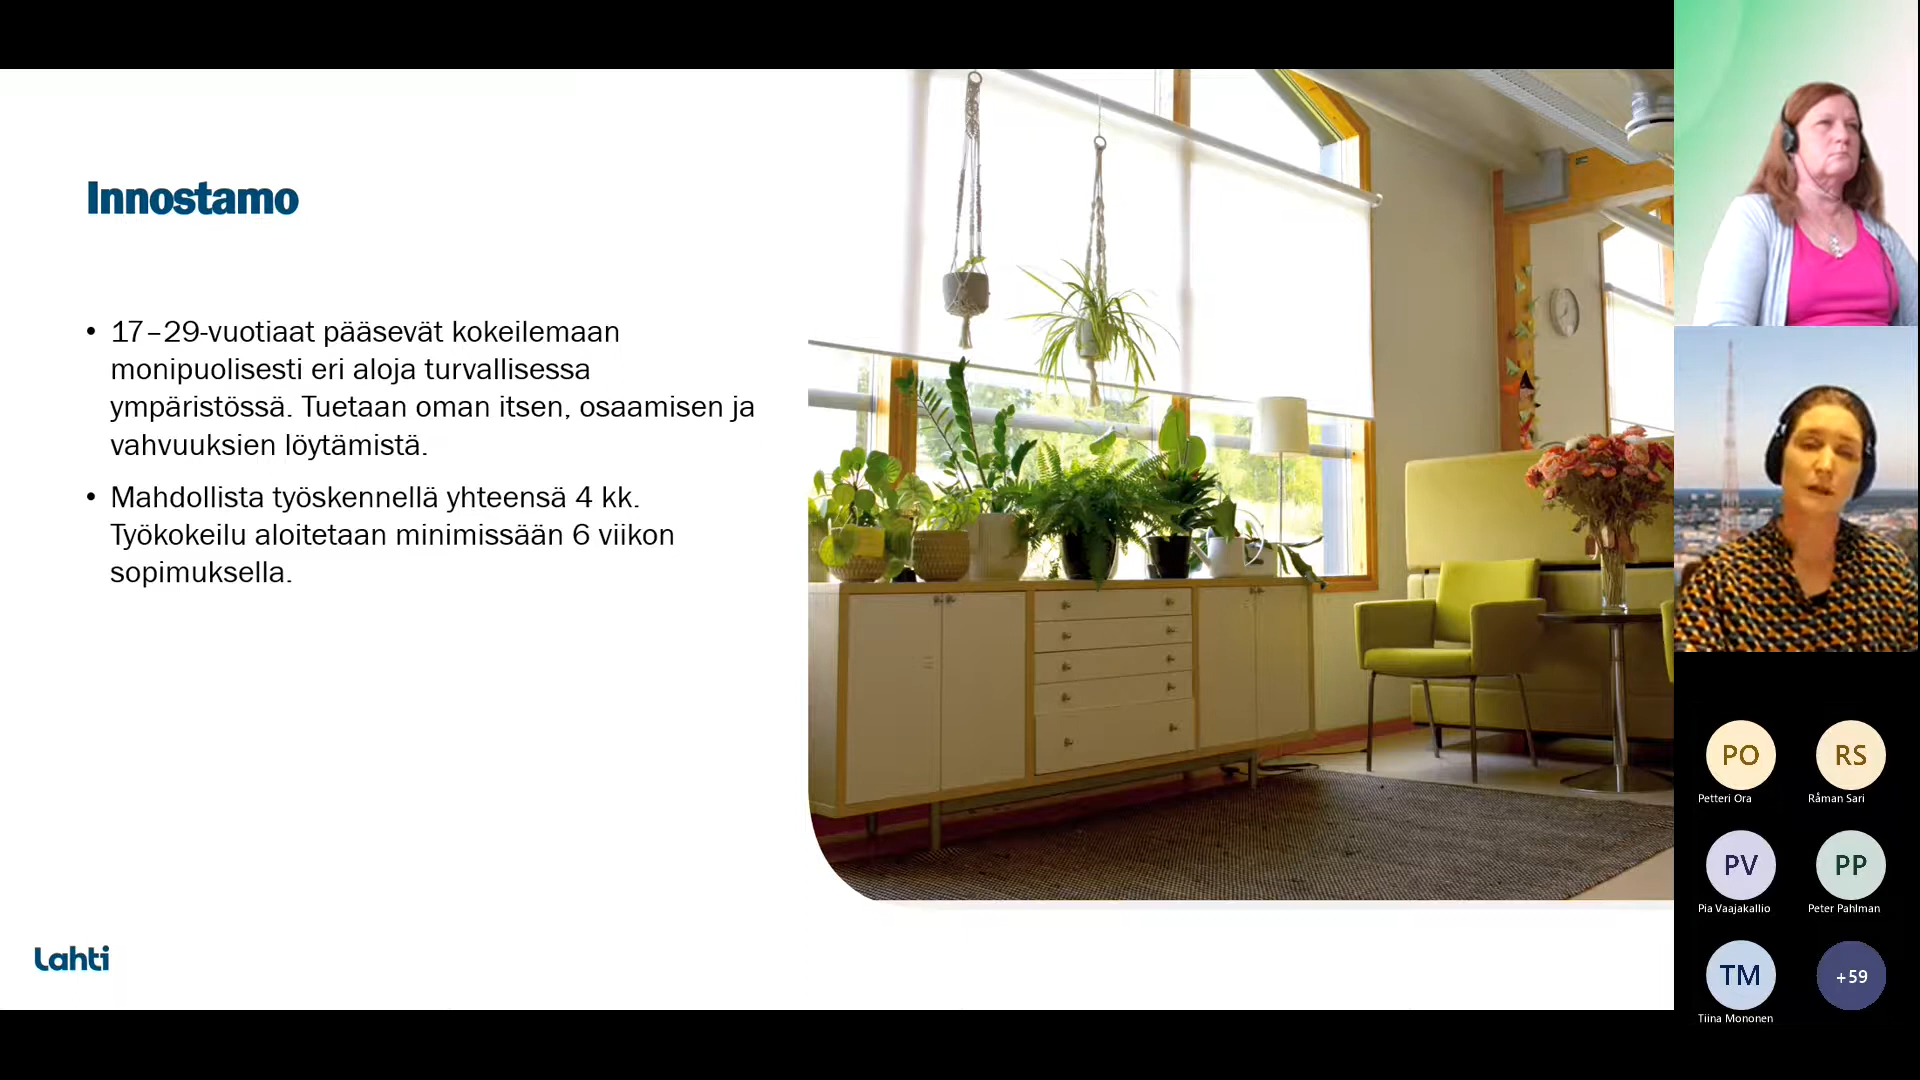 Innostamo
• 17–29-vuotiaat pääsevät kokeilemaan
monipuolisesti eri aloja turvallisessa
ympäristössä. Tuetaan oman itsen, osaamisen ja
vahvuuksien löytämistä.
• Mahdollista työskennellä yhteensä 4 kk.
Työkokeilu aloitetaan minimissään 6 viikon
sopimuksella.
Lahti
PO
Petteri Ora
RS
Råman Sari
PV
Pia Vaajakallio
PP
Peter Pahlman
TM
Tiina Mononen
+59